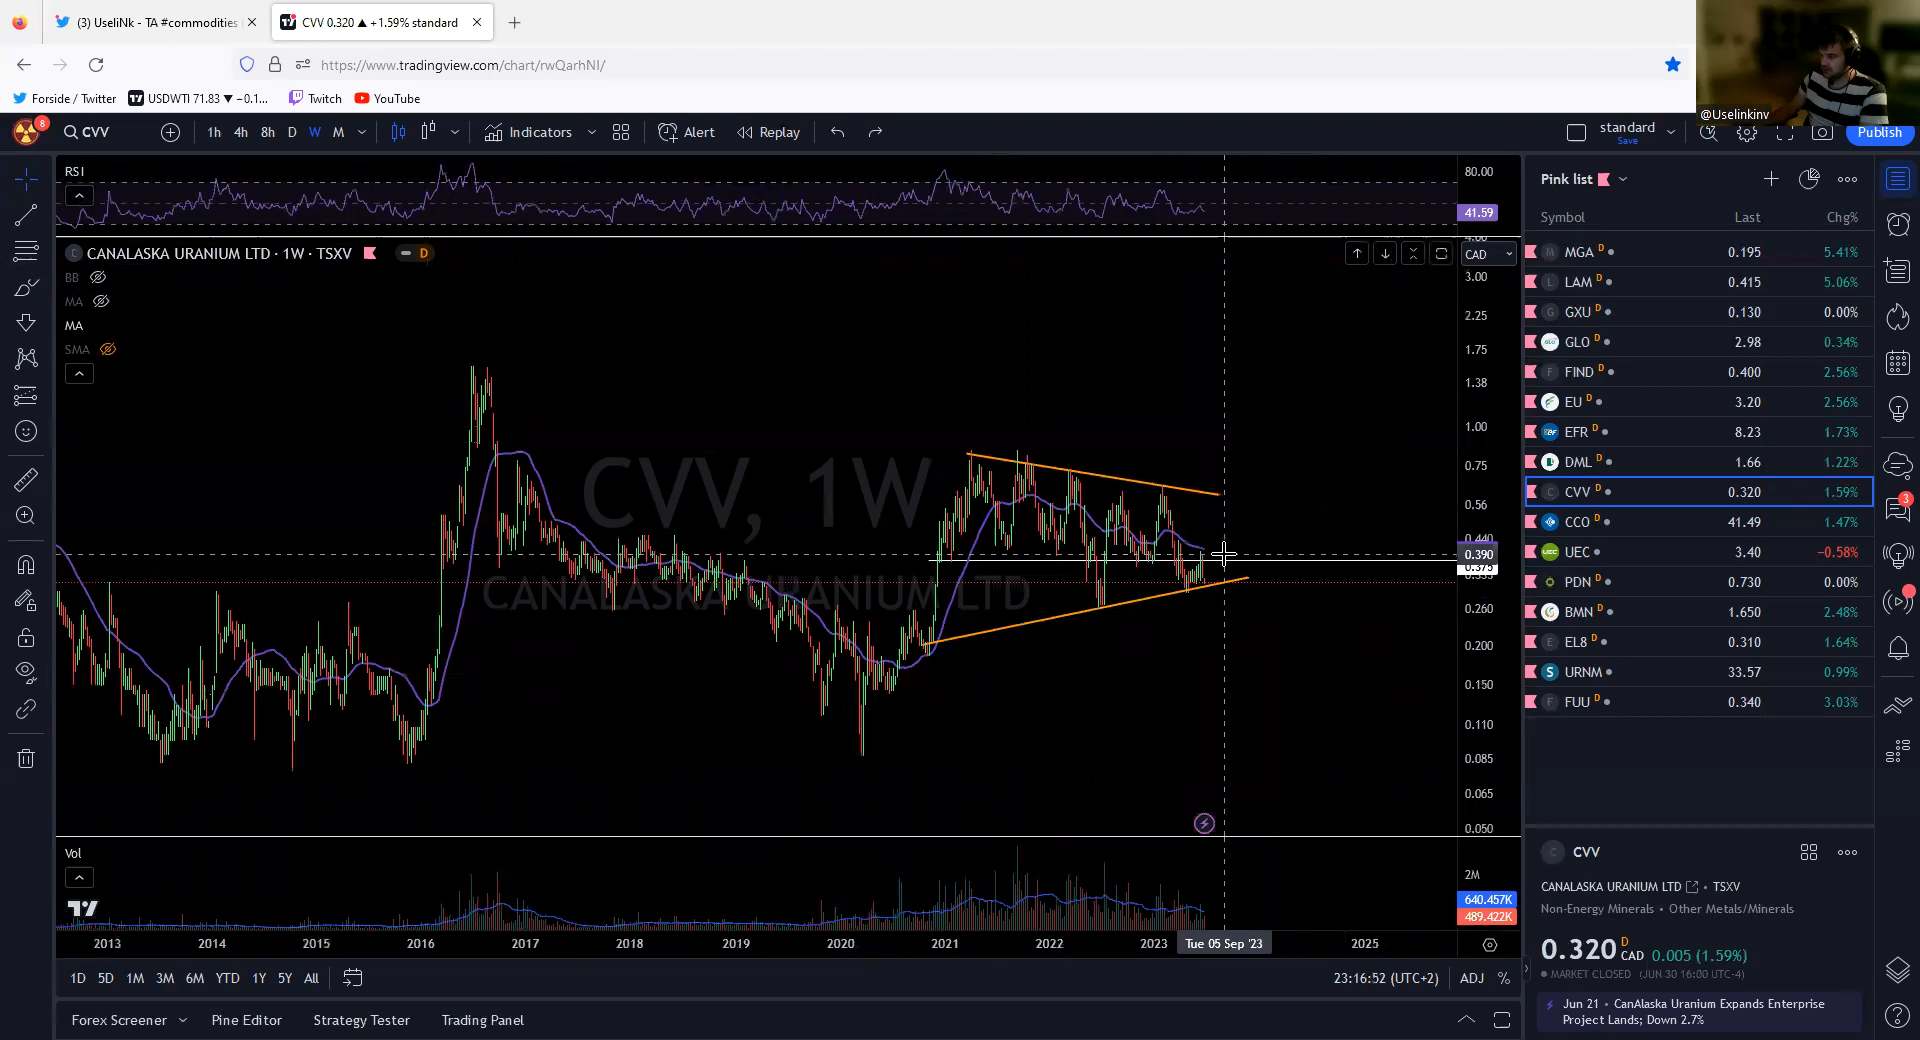 (3) UseliNk - TA #commodities
CVV 0.320 ▲ +1.59% standard
https://www.tradingview.com/chart/rwQarhNI/
Forside / Twitter
USDWTI 71.83 ▼ −0.1...
Twitch
YouTube
@Uselinkinv
8
CVV
1h 4h 8h D W M
Indicators
Alert
Replay
standard
Save
Publish
RSI
80.00
41.59
CANALASKA URANIUM LTD · 1W · TSXV
D
CAD
BB
MA
MA
SMA
CVV, 1W
CANALASKA URANIUM LTD
4.00
3.00
2.25
1.75
1.38
1.00
0.75
0.56
0.440
0.390
0.375
0.335
0.260
0.200
0.150
0.110
0.085
0.065
0.050
Vol
2M
640.457K
489.422K
2013 2014 2015 2016 2017 2018 2019 2020 2021 2022 2023 Tue 05 Sep '23 2025
1D 5D 1M 3M 6M YTD 1Y 5Y All
23:16:52 (UTC+2)
ADJ %
Forex Screener
Pine Editor
Strategy Tester
Trading Panel
Pink list
Symbol Last Chg%
MGA D 0.195 5.41%
LAM D 0.415 5.06%
GXU D 0.130 0.00%
GLO D 2.98 0.34%
FIND D 0.400 2.56%
EU D 3.20 2.56%
EFR D 8.23 1.73%
DML D 1.66 1.22%
CVV D 0.320 1.59%
CCO D 41.49 1.47%
UEC 3.40 −0.58%
PDN D 0.730 0.00%
BMN D 1.650 2.48%
EL8 D 0.310 1.64%
URNM 33.57 0.99%
FUU D 0.340 3.03%
3
CVV
CANALASKA URANIUM LTD • TSXV
Non-Energy Minerals • Other Metals/Minerals
0.320 D CAD 0.005 (1.59%)
MARKET CLOSED (JUN 30 16:00 UTC-4)
Jun 21 • CanAlaska Uranium Expands Enterprise
Project Lands; Down 2.7%